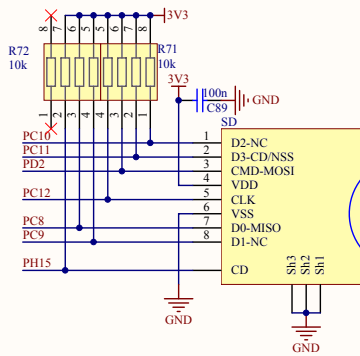 3V3
8 7 6 5 5 6 7 8
R72
10k
R71
10k
3V3
100n
C89
GND
1 2 3 4 4 3 2 1
SD
PC10 1 D2-NC
PC11 2 D3-CD/NSS
PD2 3 CMD-MOSI
4 VDD
PC12 5 CLK
6 VSS
PC8 7 D0-MISO
PC9 8 D1-NC
PH15 CD
Sh3 Sh2 Sh1
GND
GND